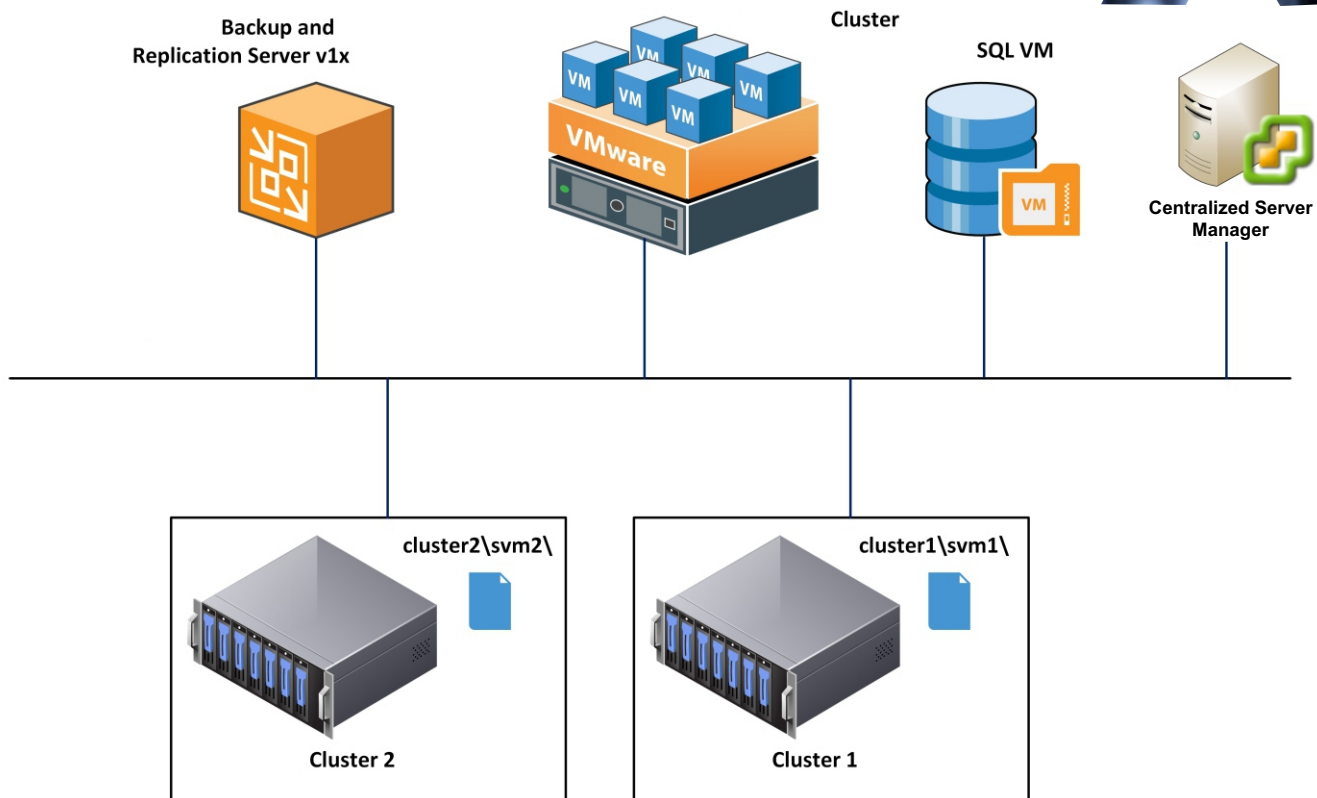 Backup and
Replication Server v1x
Cluster
SQL VM
VM
VM
VM
VM
VM
VM
VMware
VM
Centralized Server
Manager
cluster2\svm2\
cluster1\svm1\
Cluster 2
Cluster 1